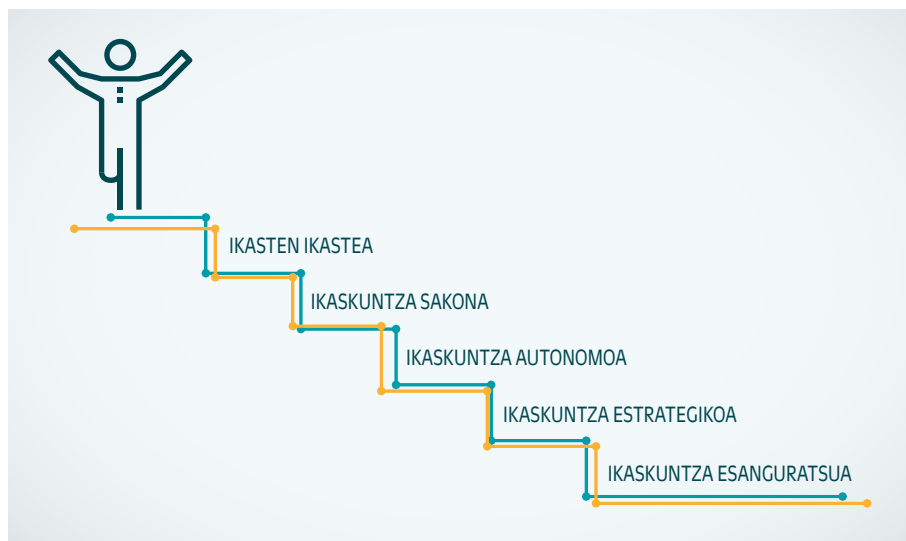 IKASTEN IKASTEA
IKASKUNTZA SAKONA
IKASKUNTZA AUTONOMOA
IKASKUNTZA ESTRATEGIKOA
IKASKUNTZA ESANGURATSUA